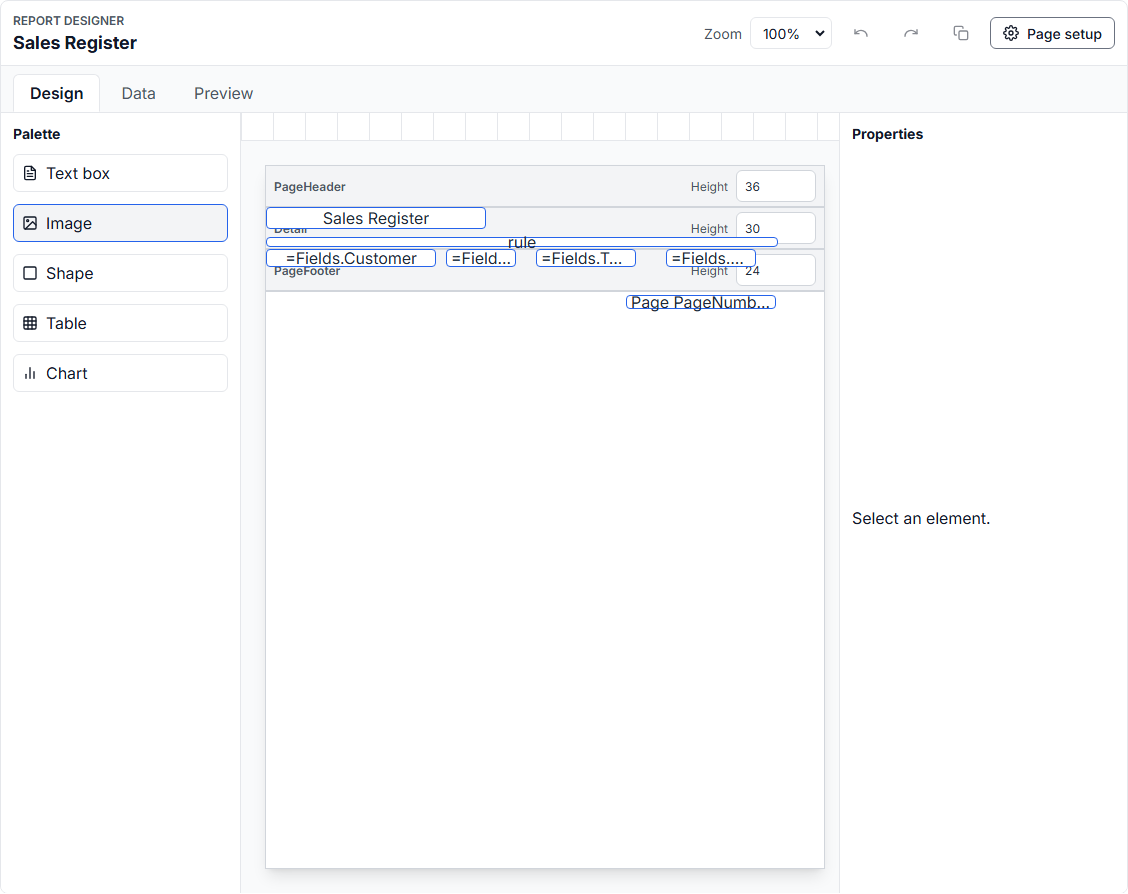 REPORT DESIGNER
Sales Register
Zoom 100% Page setup
Design Data Preview
Palette
Text box
Image
Shape
Table
Chart
PageHeader Height 36
Sales Register
Detail Height 30
rule
=Fields.Customer =Field... =Fields.T... =Fields....
PageFooter Height 24
Page PageNumb...
Properties
Select an element.